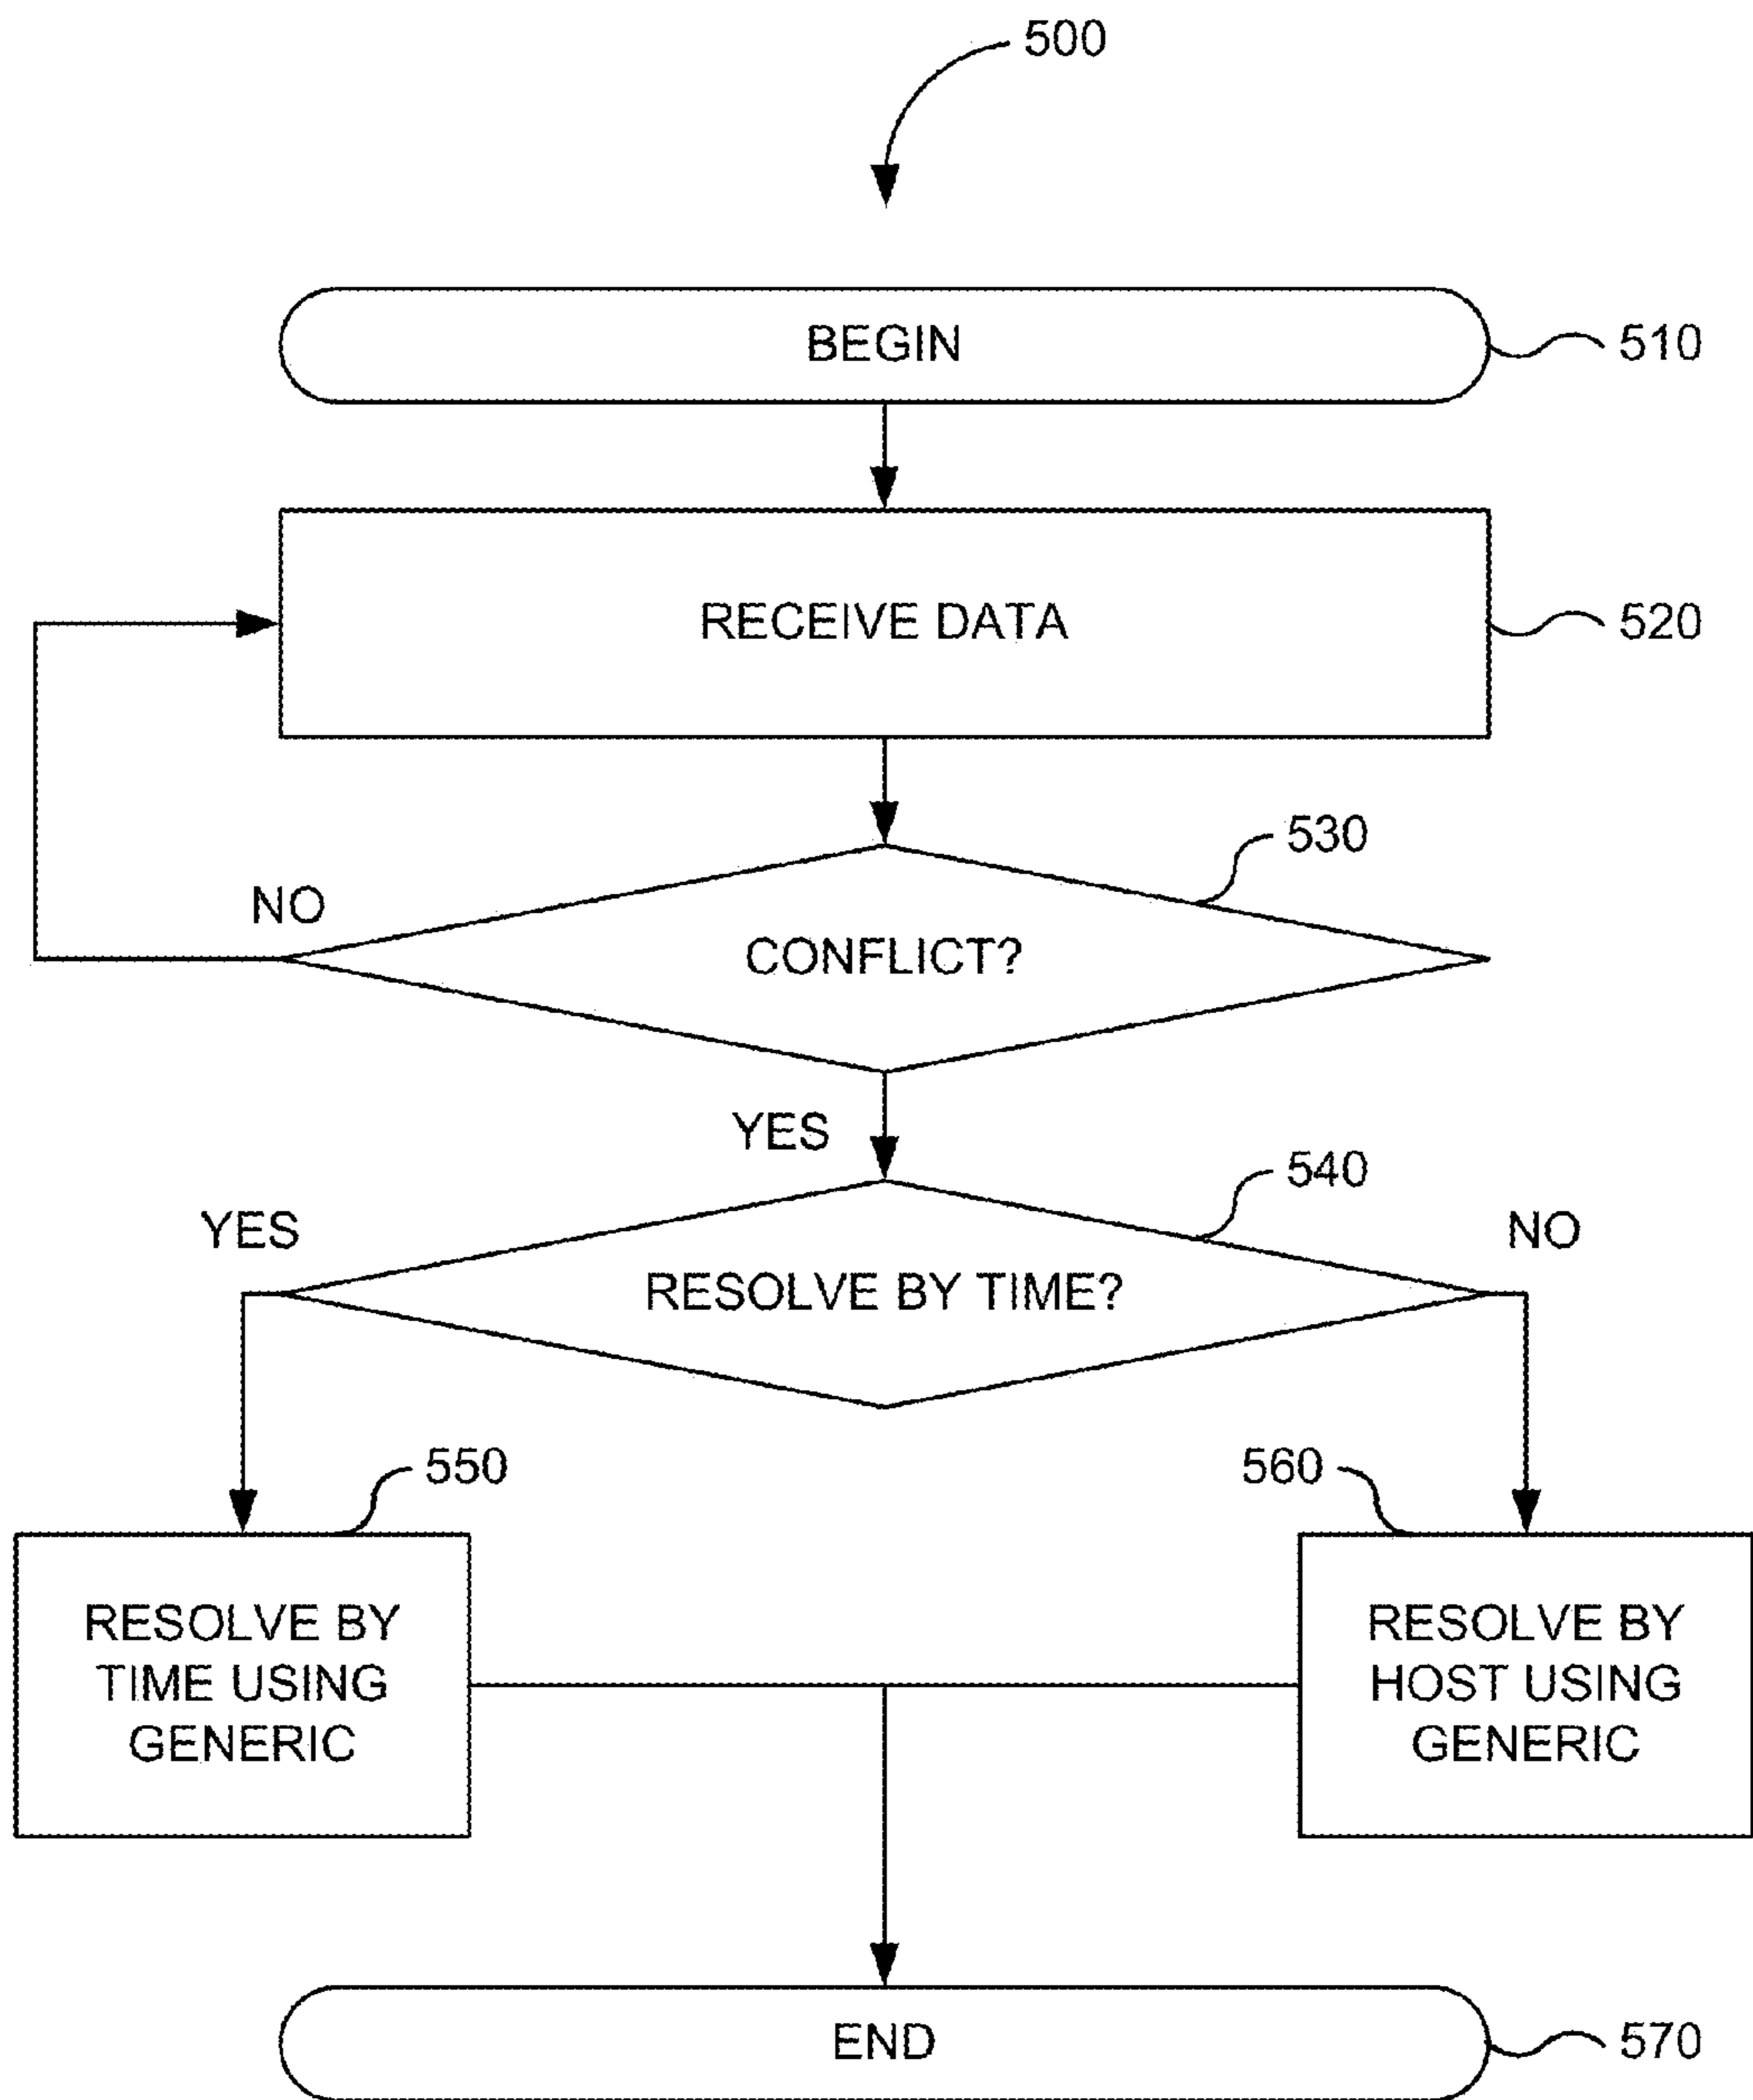 500
BEGIN
510
RECEIVE DATA
520
530
NO
CONFLICT?
YES
540
YES
NO
RESOLVE BY TIME?
550
560
RESOLVE BY
TIME USING
GENERIC
RESOLVE BY
HOST USING
GENERIC
END
570